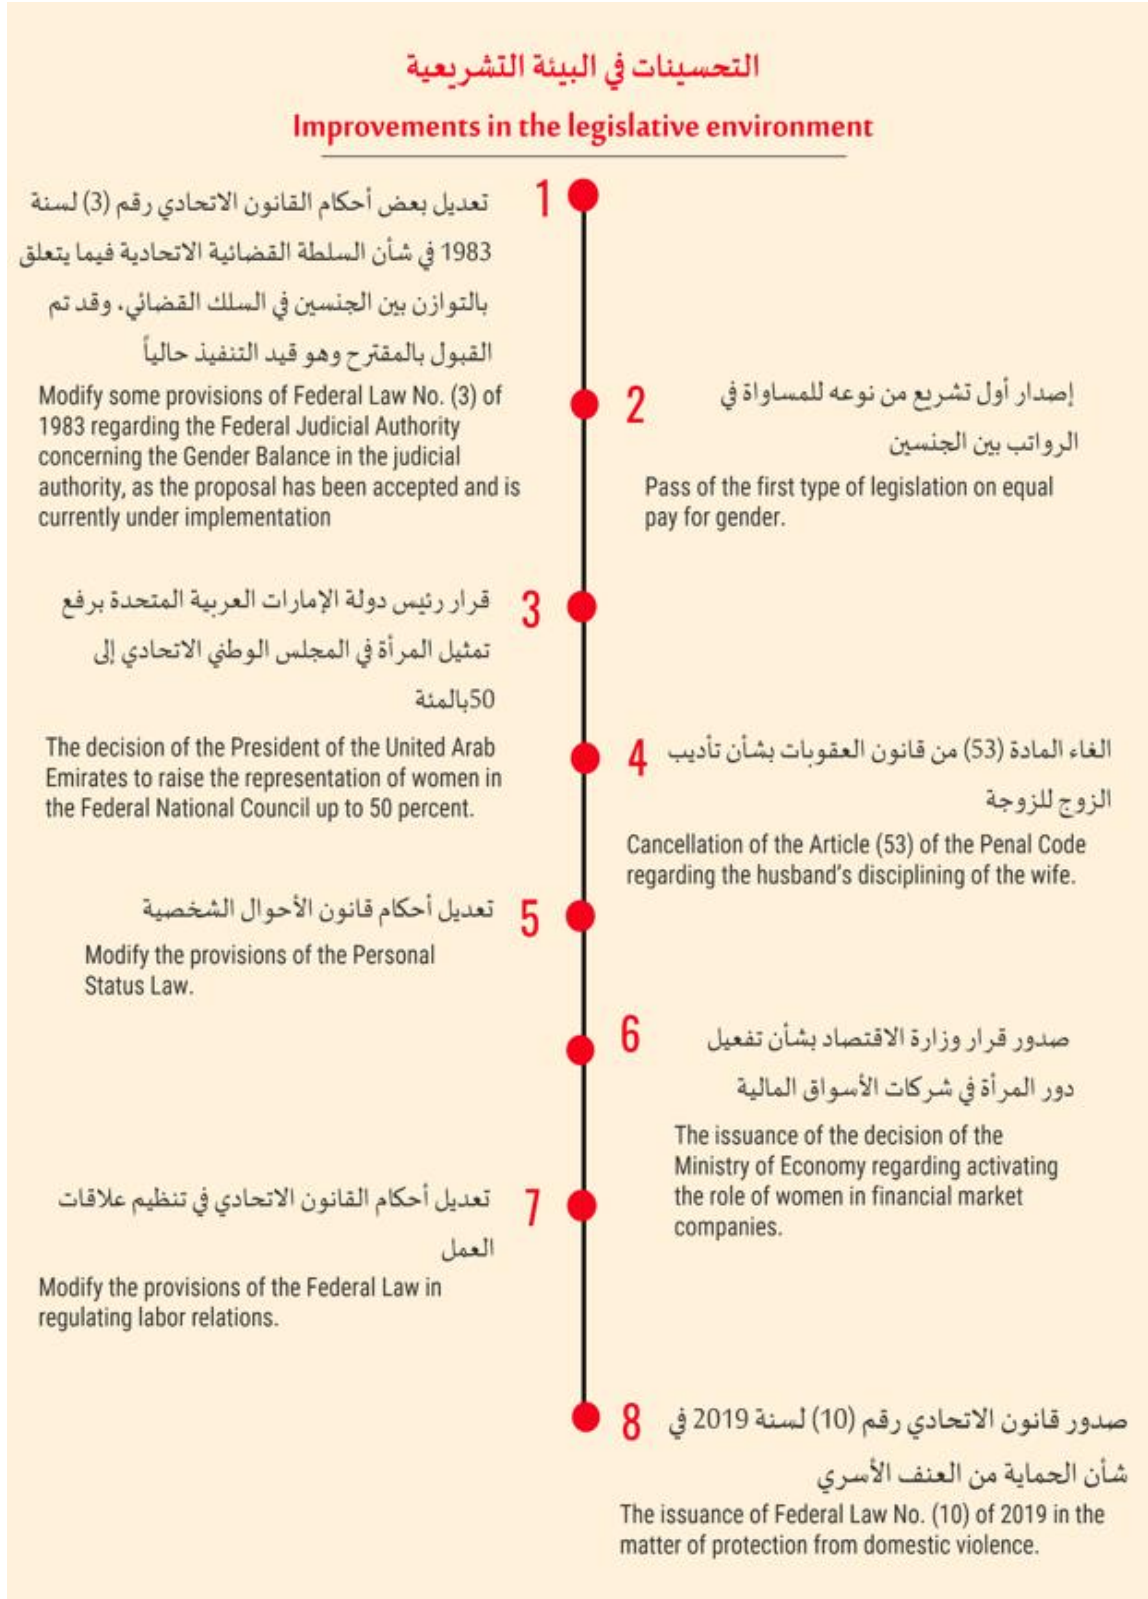 التحسينات في البيئة التشريعية
Improvements in the legislative environment
1
تعديل بعض أحكام القانون الاتحادي رقم (3) لسنة
1983 في شأن السلطة القضائية الاتحادية فيما يتعلق
بالتوازن بين الجنسين في السلك القضائي، وقد تم
القبول بالمقترح وهو قيد التنفيذ حالياً
Modify some provisions of Federal Law No. (3) of
1983 regarding the Federal Judicial Authority
concerning the Gender Balance in the judicial
authority, as the proposal has been accepted and is
currently under implementation
2
إصدار أول تشريع من نوعه للمساواة في
الرواتب بين الجنسين
Pass of the first type of legislation on equal
pay for gender.
3
قرار رئيس دولة الإمارات العربية المتحدة برفع
تمثيل المرأة في المجلس الوطني الاتحادي إلى
50بالمئة
The decision of the President of the United Arab
Emirates to raise the representation of women in
the Federal National Council up to 50 percent.
4
الغاء المادة (53) من قانون العقوبات بشأن تأديب
الزوج للزوجة
Cancellation of the Article (53) of the Penal Code
regarding the husband's disciplining of the wife.
5
تعديل أحكام قانون الأحوال الشخصية
Modify the provisions of the Personal
Status Law.
6
صدور قرار وزارة الاقتصاد بشأن تفعيل
دور المرأة في شركات الأسواق المالية
The issuance of the decision of the
Ministry of Economy regarding activating
the role of women in financial market
companies.
7
تعديل أحكام القانون الاتحادي في تنظيم علاقات
العمل
Modify the provisions of the Federal Law in
regulating labor relations.
8
صدور قانون الاتحادي رقم (10) لسنة 2019 في
شأن الحماية من العنف الأسري
The issuance of Federal Law No. (10) of 2019 in the
matter of protection from domestic violence.